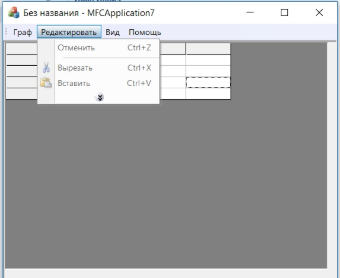 Без названия - MFCApplication7
Граф Редактировать Вид Помощь
Отменить Ctrl+Z
Вырезать Ctrl+X
Вставить Ctrl+V